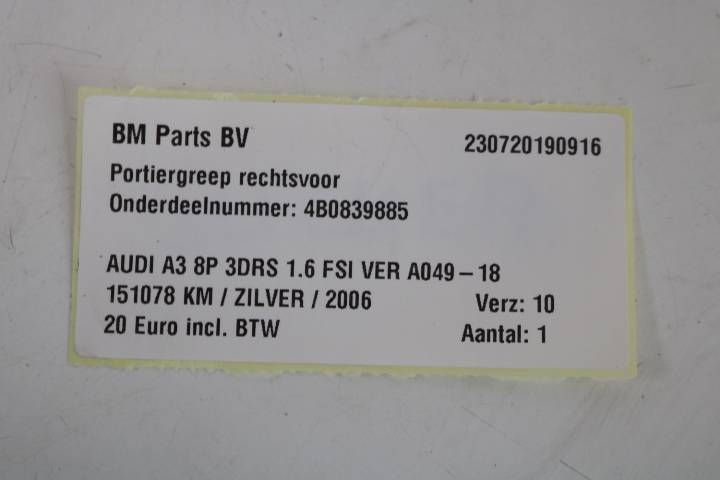 BM Parts BV 230720190916
Portiergreep rechtsvoor
Onderdeelnummer: 4B0839885
AUDI A3 8P 3DRS 1.6 FSI VER A049-18
151078 KM / ZILVER / 2006 Verz: 10
20 Euro incl. BTW Aantal: 1